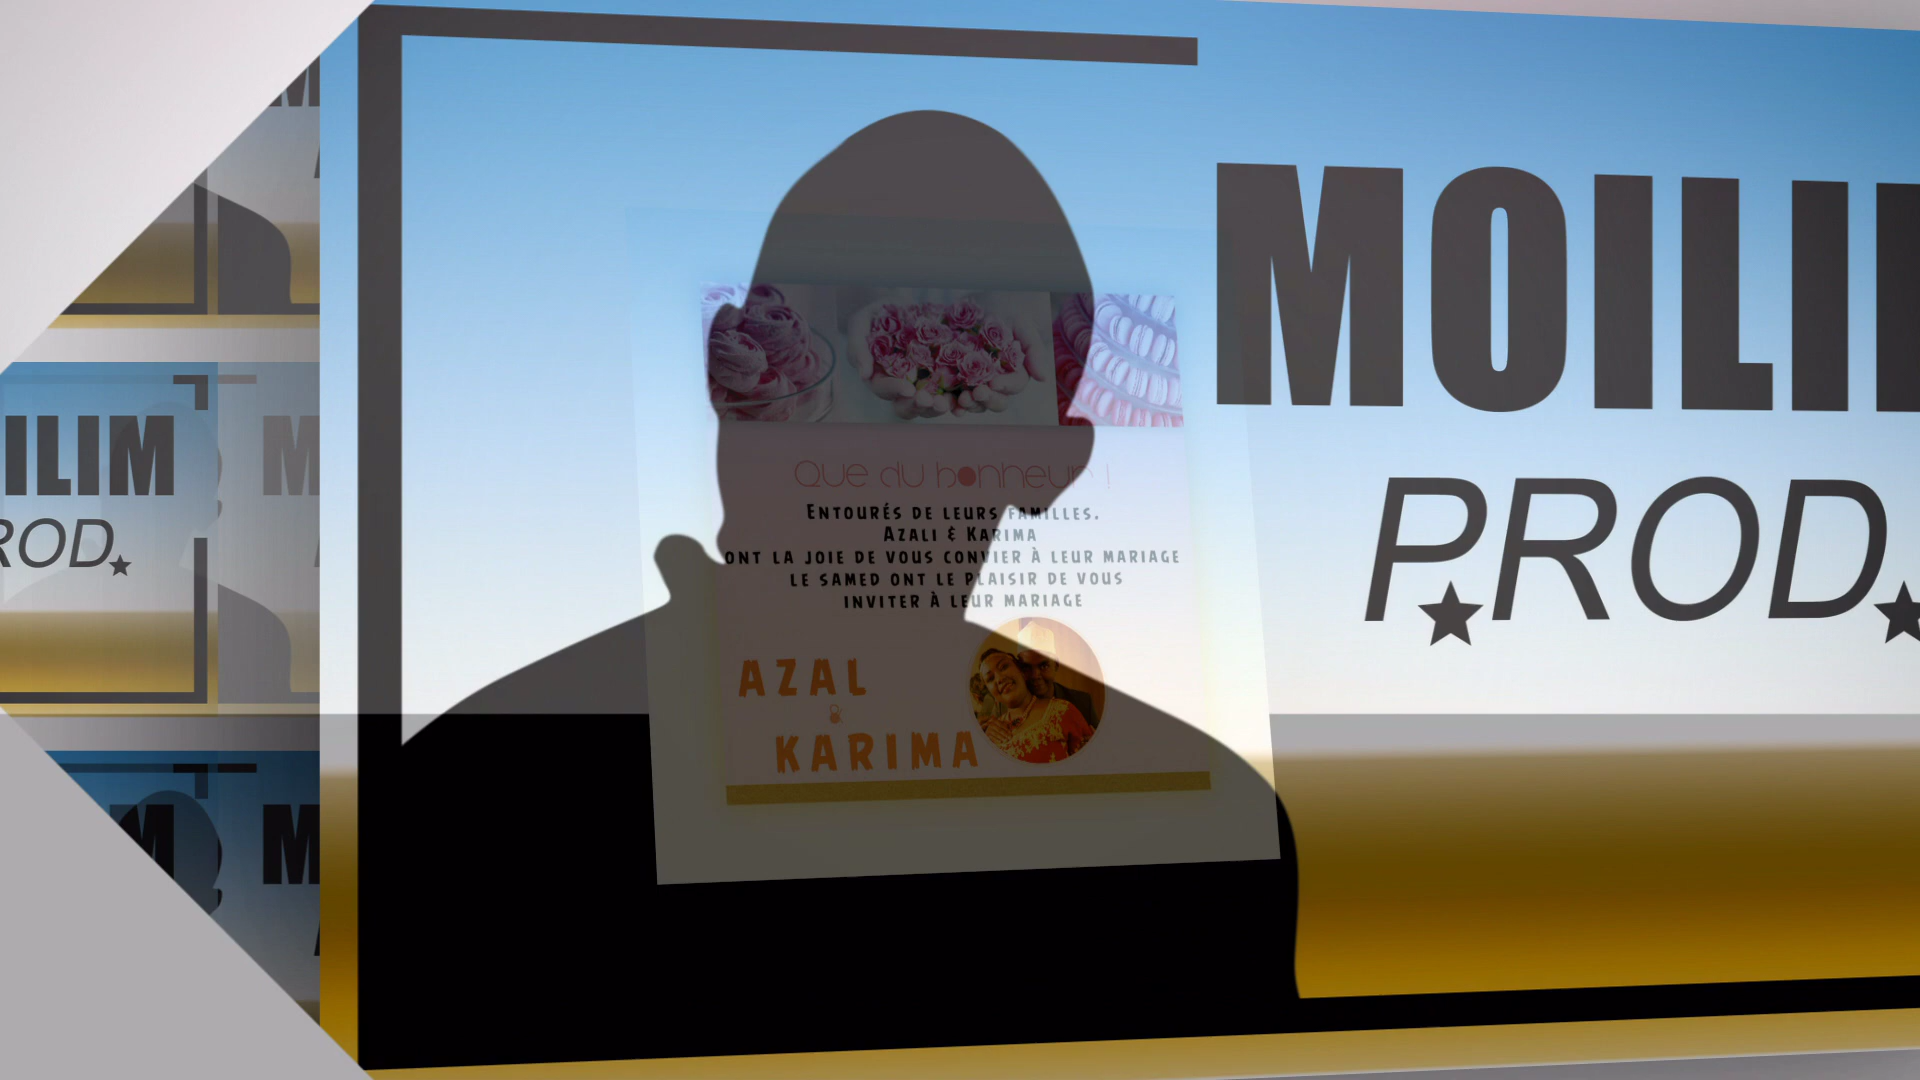 MOILI
PROD.
Que du bonheur !
ENTOURÉS DE LEURS FAMILLES.
AZALI & KARIMA
ONT LA JOIE DE VOUS CONVIER À LEUR MARIAGE
LE SAMED ONT LE PLAISIR DE VOUS
INVITER À LEUR MARIAGE
AZAL
&
KARIMA
ILIM
ROD.
M
M